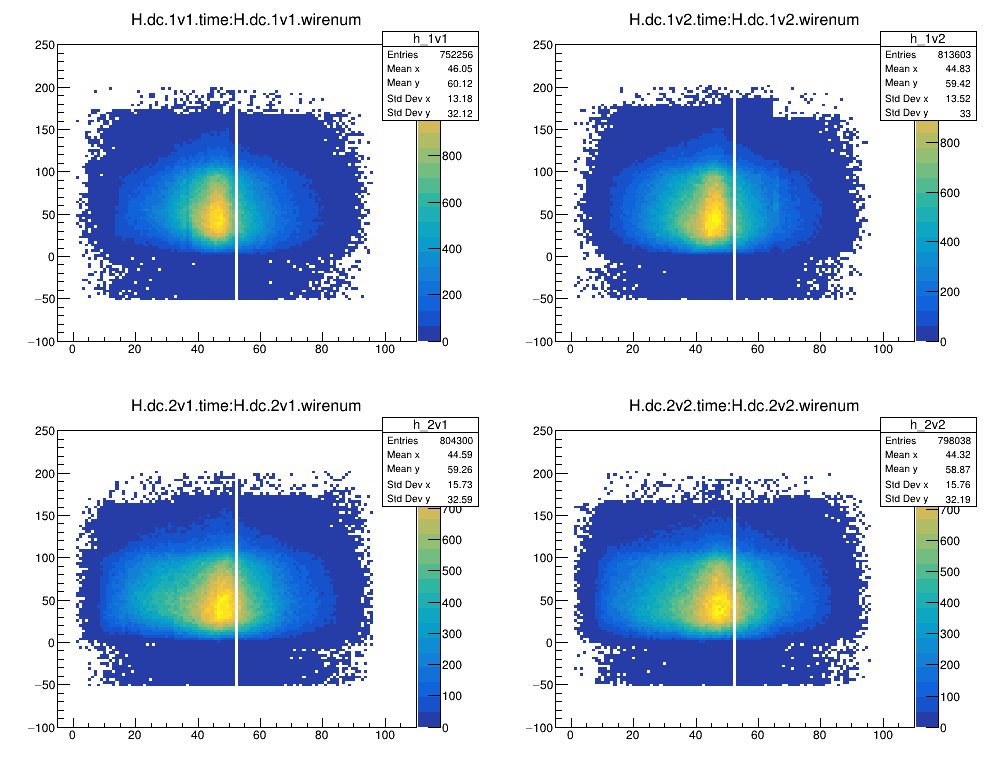 H.dc.1v1.time:H.dc.1v1.wirenum
h_1v1
Entries 752256
Mean x 46.05
Mean y 60.12
Std Dev x 13.18
Std Dev y 32.12
250
200
150
100
50
0
−50
−100
0 20 40 60 80 100
800
600
400
200
0
H.dc.1v2.time:H.dc.1v2.wirenum
h_1v2
Entries 813603
Mean x 44.83
Mean y 59.42
Std Dev x 13.52
Std Dev y 33
250
200
150
100
50
0
−50
−100
0 20 40 60 80 100
800
600
400
200
0
H.dc.2v1.time:H.dc.2v1.wirenum
h_2v1
Entries 804300
Mean x 44.59
Mean y 59.26
Std Dev x 15.73
Std Dev y 32.59
250
200
150
100
50
0
−50
−100
0 20 40 60 80 100
700
600
500
400
300
200
100
0
H.dc.2v2.time:H.dc.2v2.wirenum
h_2v2
Entries 798038
Mean x 44.32
Mean y 58.87
Std Dev x 15.76
Std Dev y 32.19
250
200
150
100
50
0
−50
−100
0 20 40 60 80 100
700
600
500
400
300
200
100
0